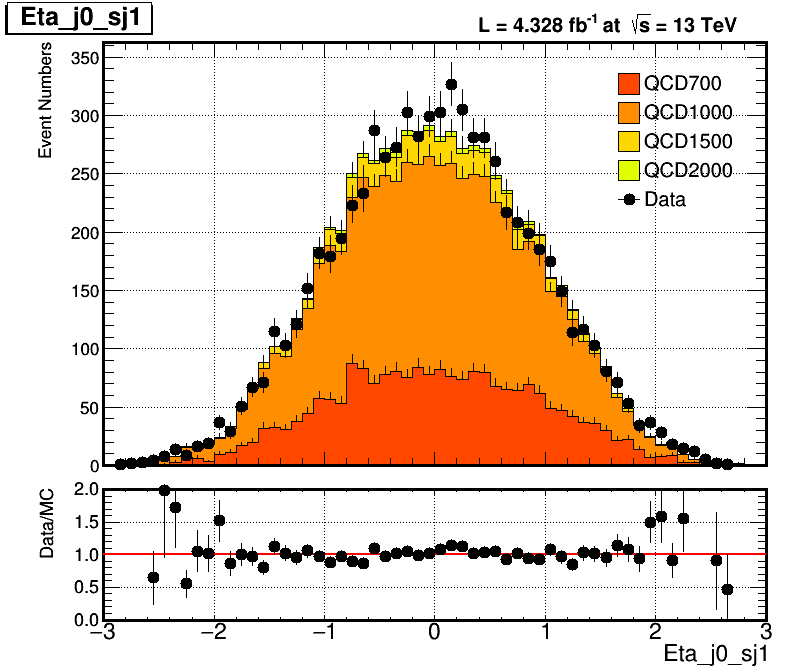 Eta_j0_sj1
L = 4.328 fb⁻¹ at √s = 13 TeV
Event Numbers
350
300
250
200
150
100
50
0
QCD700
QCD1000
QCD1500
QCD2000
Data
Data/MC
2.0
1.5
1.0
0.5
0.0
−3 −2 −1 0 1 2 3
Eta_j0_sj1